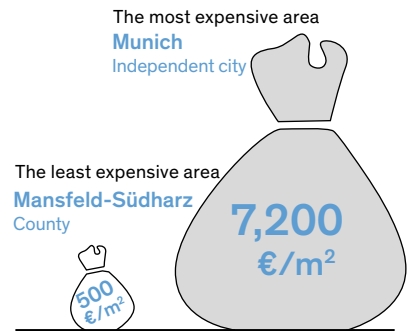 The most expensive area
Munich
Independent city
The least expensive area
Mansfeld-Südharz
County
7,200
€/m²
500
€/m²